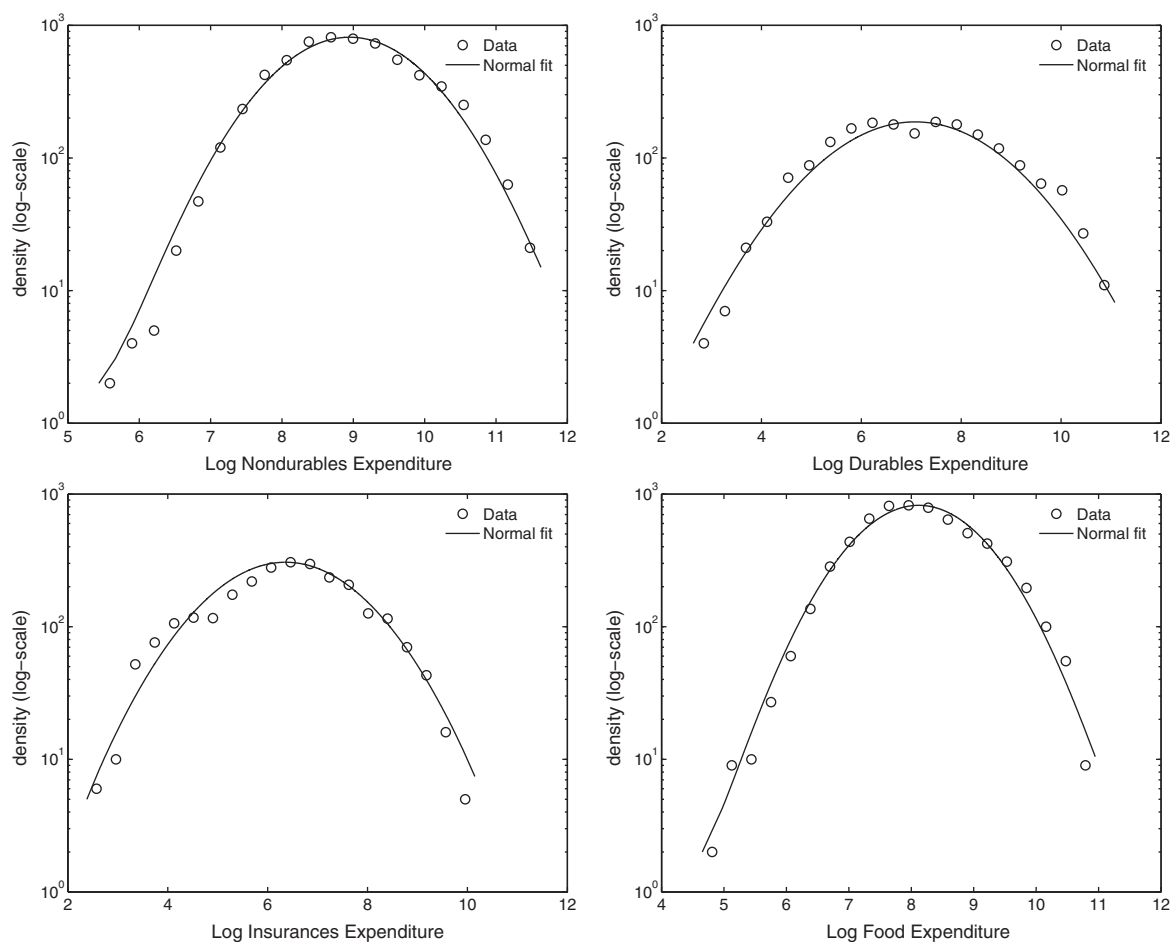 10³
10²
10¹
10⁰
density (log−scale)
5 6 7 8 9 10 11 12
Log Nondurables Expenditure
Data
Normal fit
10³
10²
10¹
10⁰
density (log−scale)
2 4 6 8 10 12
Log Durables Expenditure
Data
Normal fit
10³
10²
10¹
10⁰
density (log−scale)
2 4 6 8 10 12
Log Insurances Expenditure
Data
Normal fit
10³
10²
10¹
10⁰
density (log−scale)
4 5 6 7 8 9 10 11 12
Log Food Expenditure
Data
Normal fit